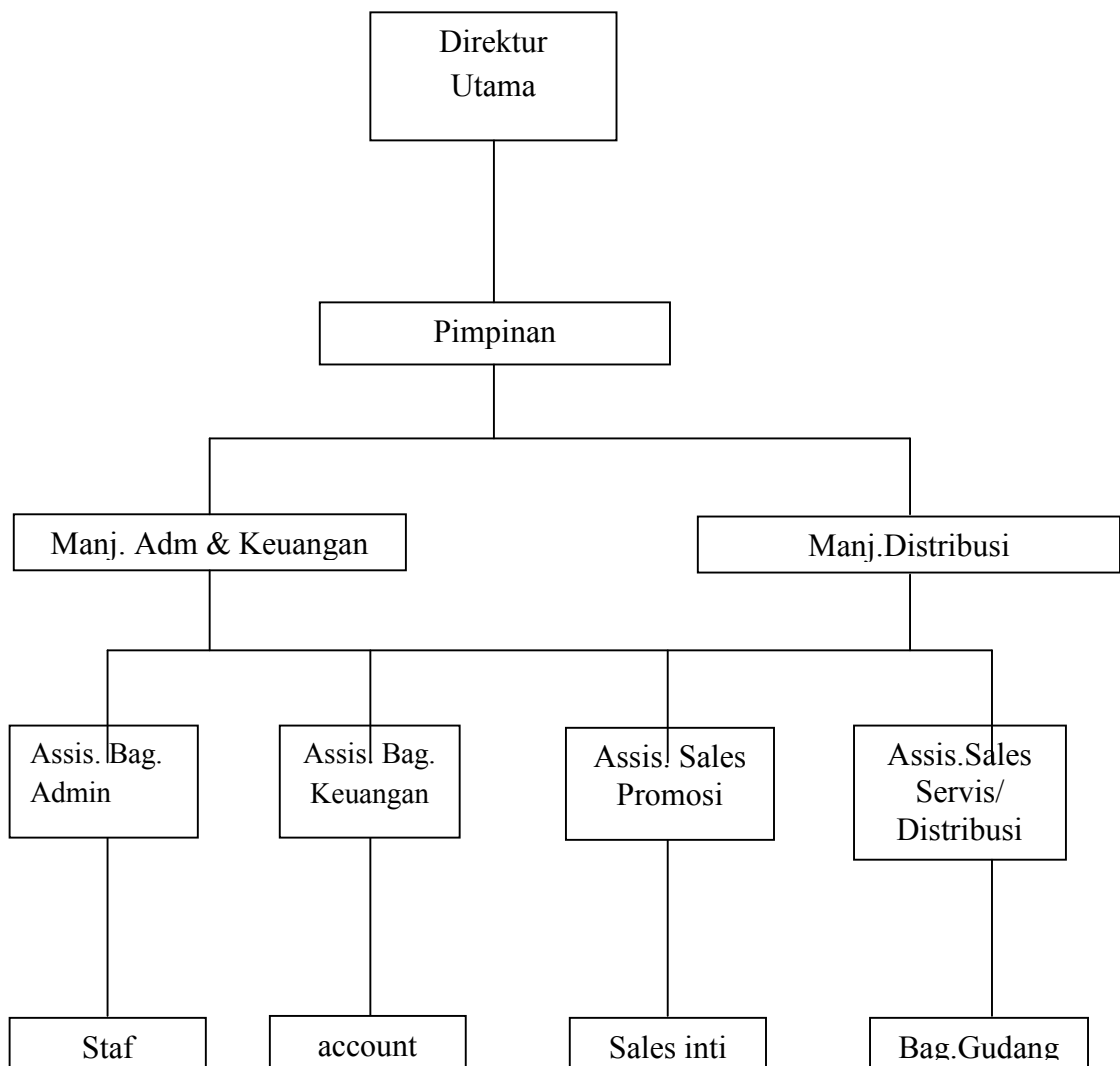 Direktur
Utama
Pimpinan
Manj. Adm & Keuangan
Manj.Distribusi
Assis. Bag.
Admin
Assis. Bag.
Keuangan
Assis. Sales
Promosi
Assis.Sales
Servis/
Distribusi
Staf
account
Sales inti
Bag.Gudang